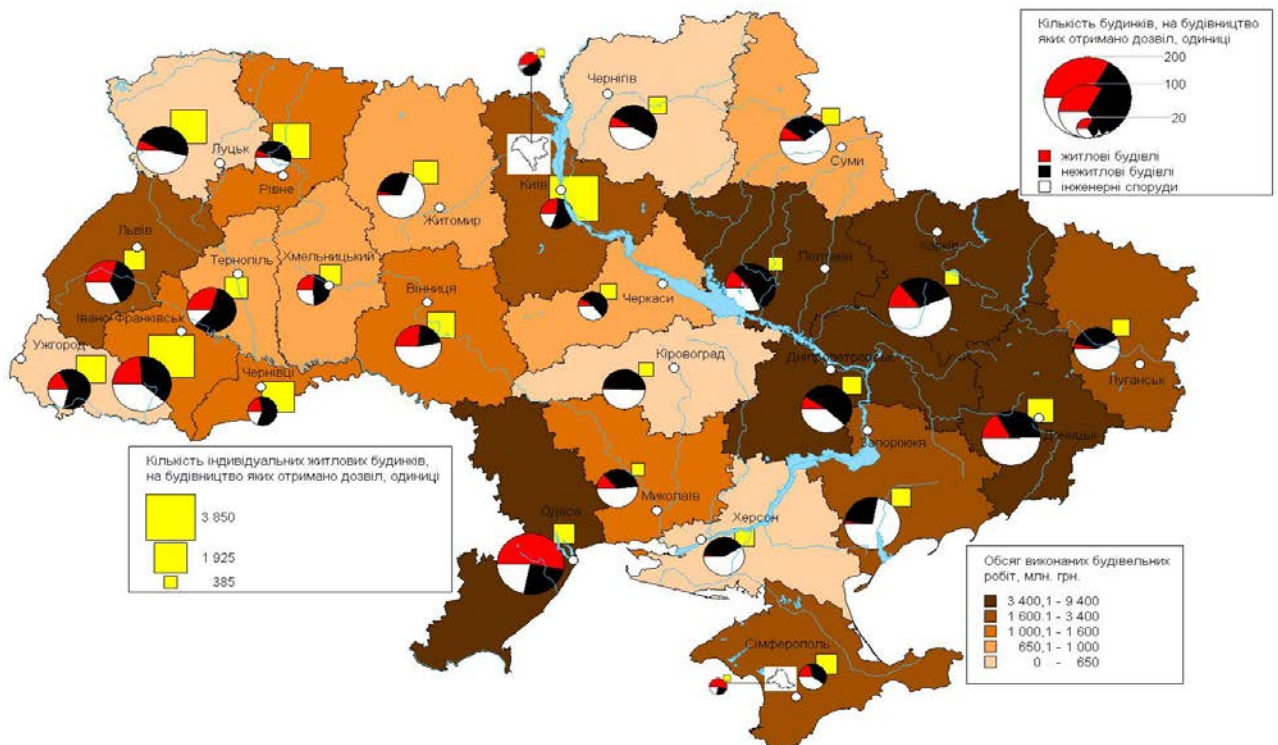 Кількість будинків, на будівництво
яких отримано дозвіл, одиниці
200
100
20
житлові будівлі
нежитлові будівлі
інженерні споруди
Чернігів
Суми
Луцьк
Рівне
Житомир
Київ
Львів
Тернопіль
Хмельницький
Вінниця
Черкаси
Полтава
Харків
Івано-Франківськ
Ужгород
Чернівці
Кіровоград
Дніпропетровськ
Луганськ
Запоріжжя
Донецьк
Миколаїв
Одеса
Херсон
Сімферополь
Кількість індивідуальних житлових будинків,
на будівництво яких отримано дозвіл, одиниці
3 850
1 925
385
Обсяг виконаних будівельних
робіт, млн. грн.
3 400,1 - 9 400
1 600,1 - 3 400
1 000,1 - 1 600
650,1 - 1 000
0 - 650